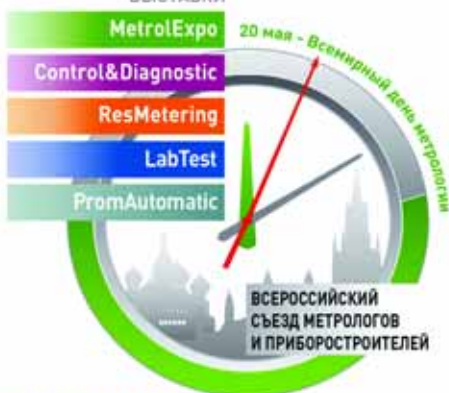 MetrolExpo
Control&Diagnostic
ResMetering
LabTest
PromAutomatic
20 мая - Всемирный день метрологии
ВСЕРОССИЙСКИЙ
СЪЕЗД МЕТРОЛОГОВ
И ПРИБОРОСТРОИТЕЛЕЙ